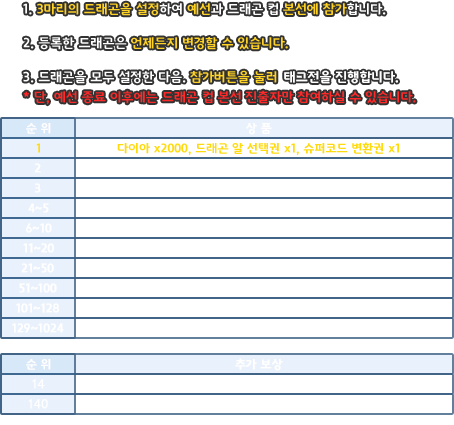 1. 3마리의 드래곤을 설정하여 예선과 드래곤 컵 본선에 참가합니다.
2. 등록한 드래곤은 언제든지 변경할 수 있습니다.
3. 드래곤을 모두 설정한 다음, 참가버튼을 눌러 태그전을 진행합니다.
* 단, 예선 종료 이후에는 드래곤 컵 본선 진출자만 참여하실 수 있습니다.
순 위 상 품
1 다이아 x2000, 드래곤 알 선택권 x1, 슈퍼코드 변환권 x1
2
3
4~5
6~10
11~20
21~50
51~100
101~128
129~1024
순 위 추가 보상
14
140